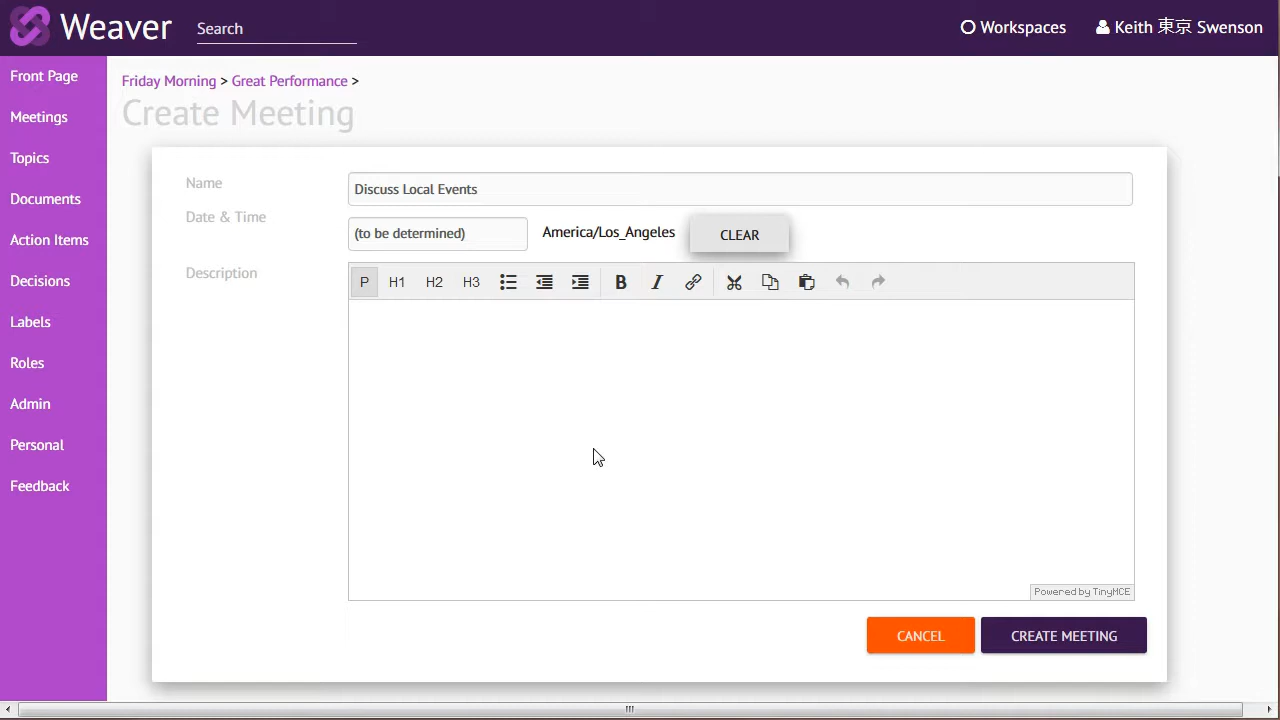 Weaver
Search
Workspaces
Keith 東京 Swenson
Front Page
Meetings
Topics
Documents
Action Items
Decisions
Labels
Roles
Admin
Personal
Feedback
Friday Morning > Great Performance >
Create Meeting
Name
Discuss Local Events
Date & Time
(to be determined)
America/Los_Angeles
CLEAR
Description
P H1 H2 H3 B I
Powered by TinyMCE
CANCEL
CREATE MEETING